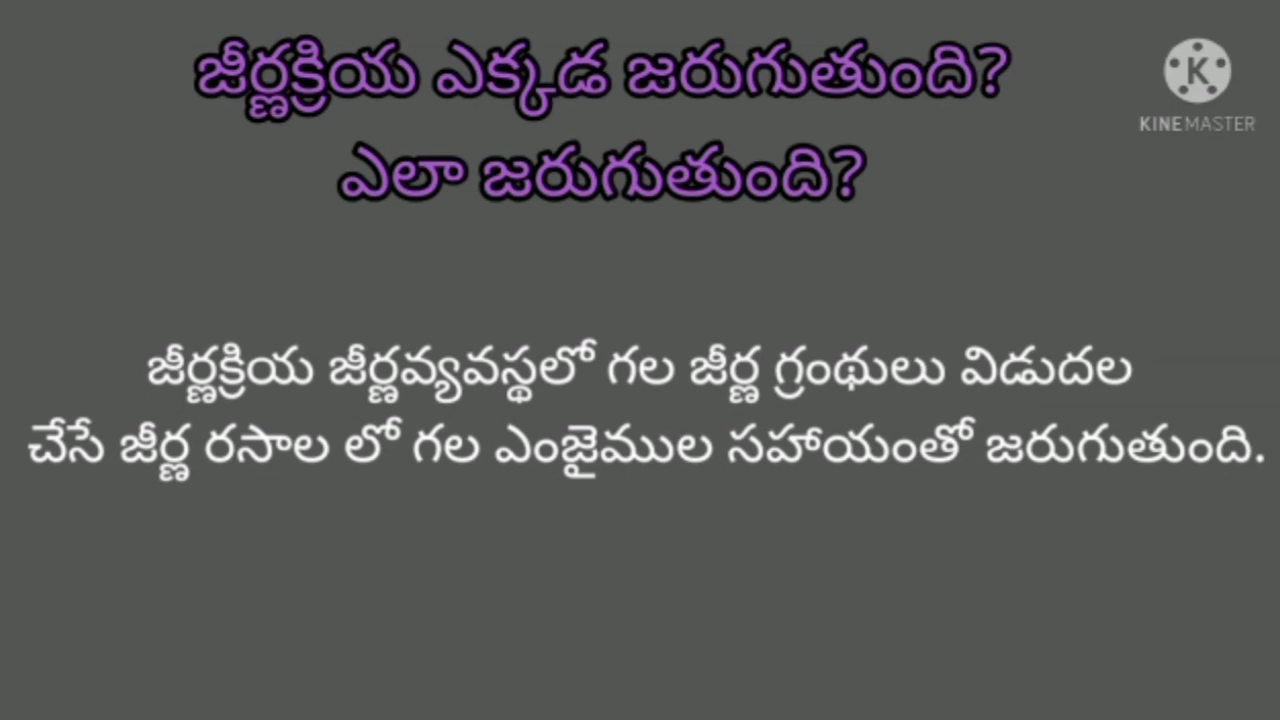 జీర్ణక్రియ ఎక్కడ జరుగుతుంది?
ఎలా జరుగుతుంది?
K
KINEMASTER
జీర్ణక్రియ జీర్ణవ్యవస్థలో గల జీర్ణ గ్రంథులు విడుదల
చేసే జీర్ణ రసాల లో గల ఎంజైముల సహాయంతో జరుగుతుంది.